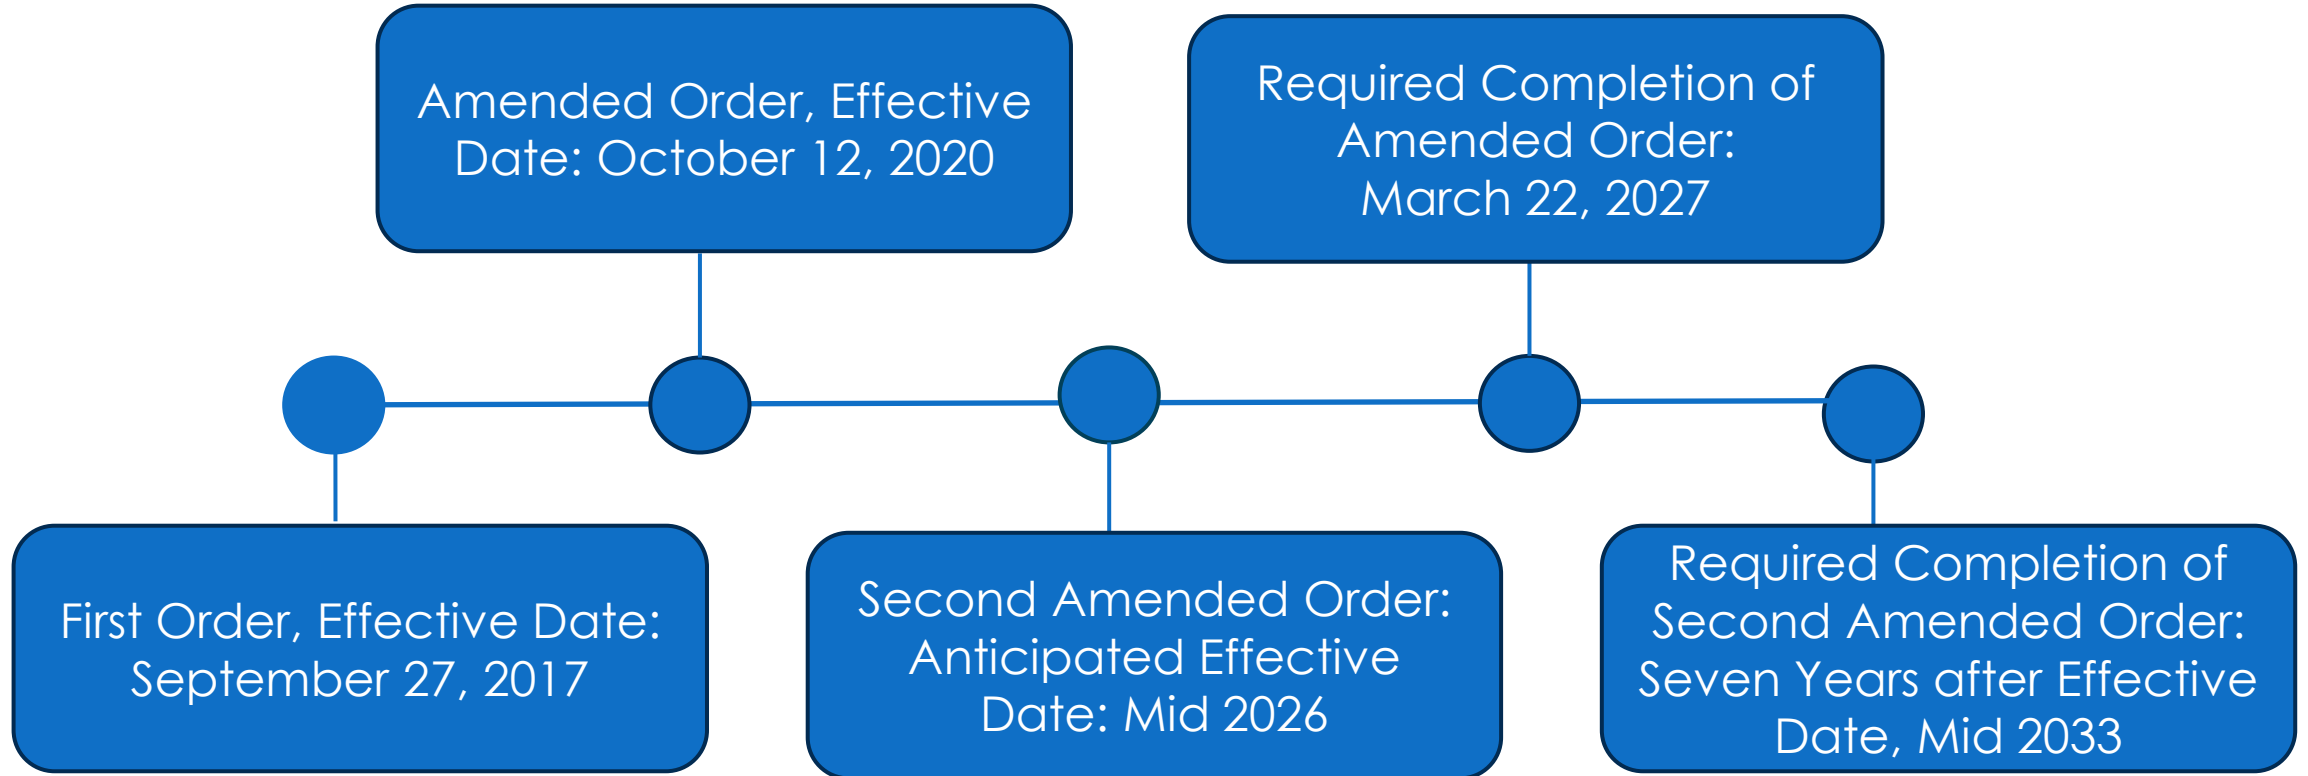 Amended Order, Effective
Date: October 12, 2020
Required Completion of
Amended Order:
March 22, 2027
First Order, Effective Date:
September 27, 2017
Second Amended Order:
Anticipated Effective
Date: Mid 2026
Required Completion of
Second Amended Order:
Seven Years after Effective
Date, Mid 2033